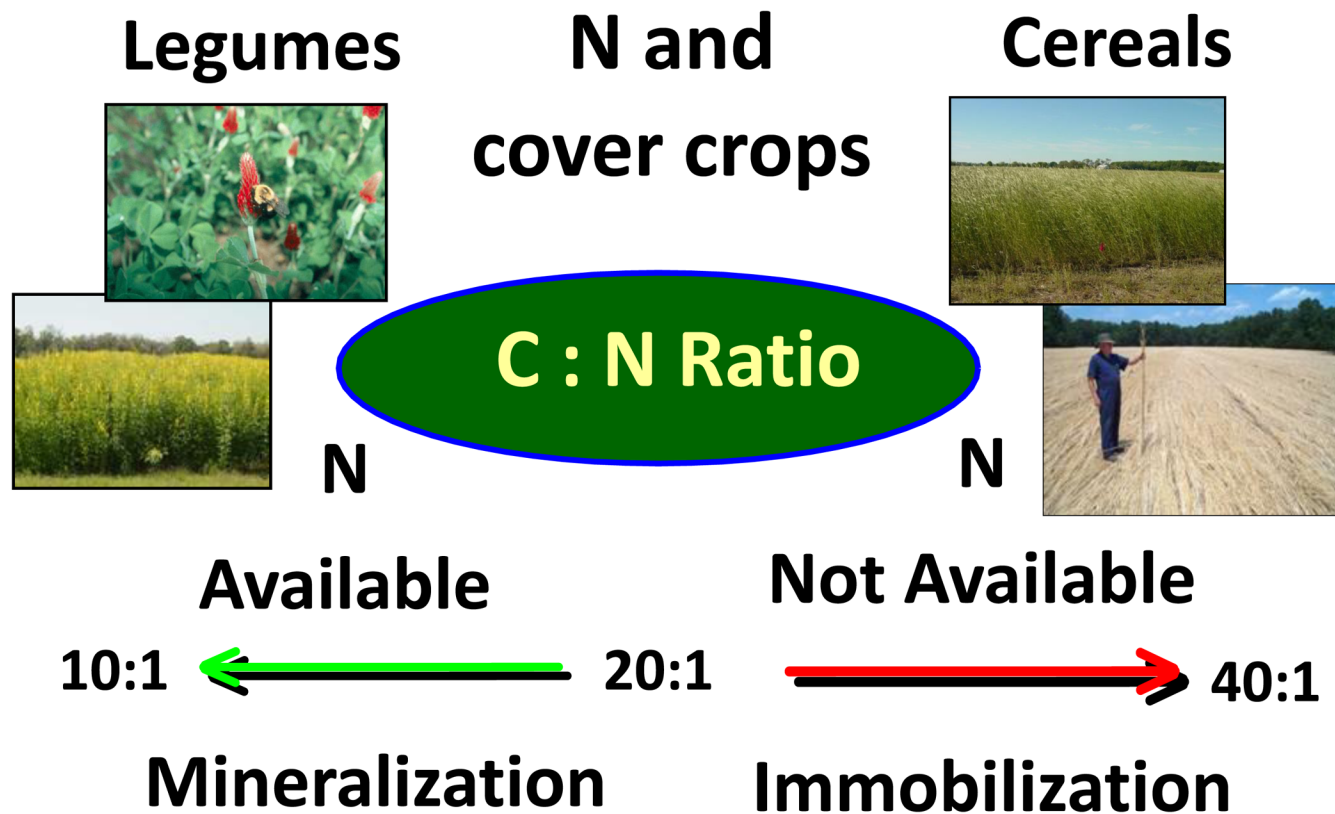 Legumes
N and
cover crops
Cereals
C : N Ratio
N
N
Available
Not Available
10:1
20:1
40:1
Mineralization
Immobilization